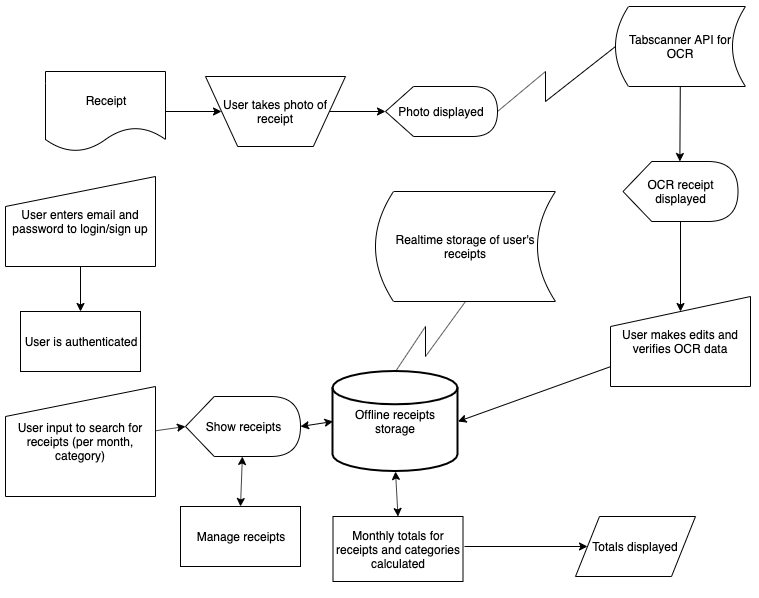 Tabscanner API for
OCR
Receipt
User takes photo of
receipt
Photo displayed
OCR receipt
displayed
User enters email and
password to login/sign up
Realtime storage of user's
receipts
User is authenticated
User makes edits and
verifies OCR data
Offline receipts
storage
User input to search for
receipts (per month,
category)
Show receipts
Manage receipts
Monthly totals for
receipts and categories
calculated
Totals displayed